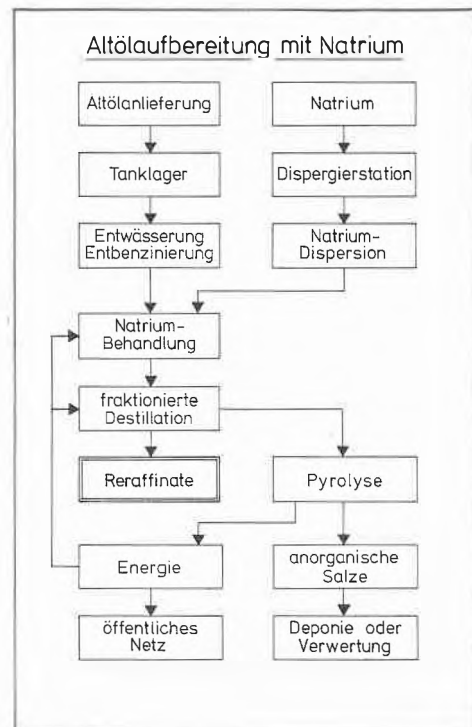 Altölaufbereitung mit Natrium
Altölanlieferung
Natrium
Tanklager
Dispergierstation
Entwässerung
Entbenzinierung
Natrium-
Dispersion
Natrium-
Behandlung
fraktionierte
Destillation
Reraffinate
Pyrolyse
Energie
anorganische
Salze
öffentliches
Netz
Deponie oder
Verwertung